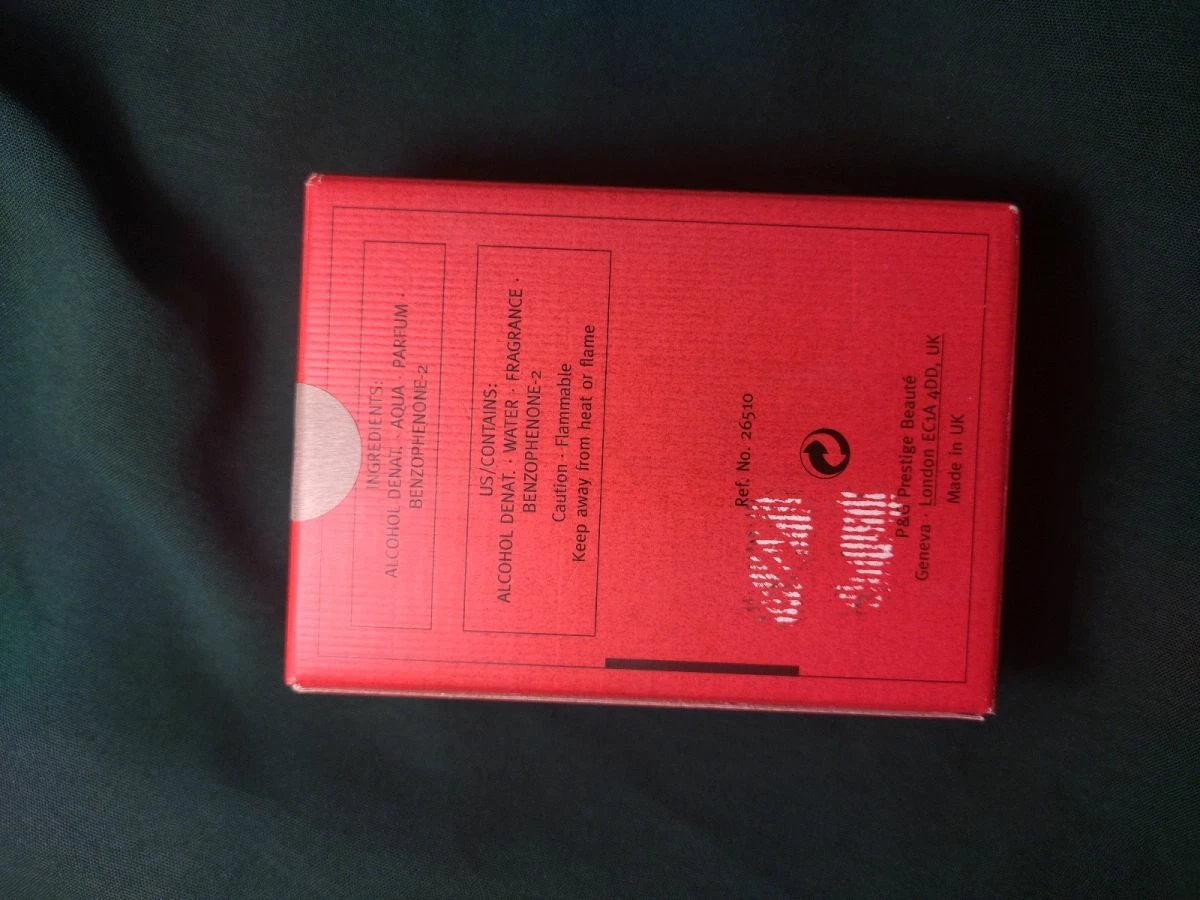 INGREDIENTS:
ALCOHOL DENAT. · AQUA · PARFUM ·
BENZOPHENONE-2
US/CONTAINS:
ALCOHOL DENAT. · WATER · FRAGRANCE ·
BENZOPHENONE-2
Caution · Flammable
Keep away from heat or flame
Ref. No. 26510
P&G Prestige Beauté
Geneva · London EC1A 4DD, UK
Made in UK